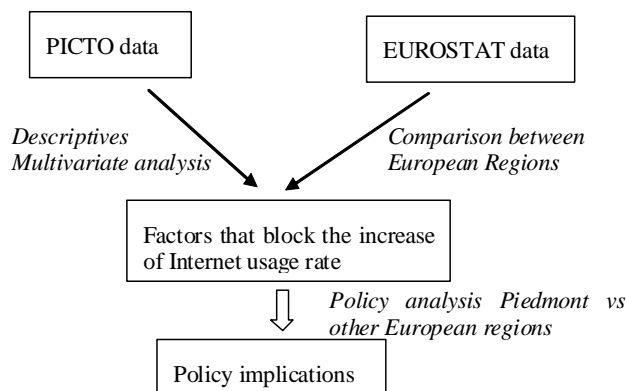 PICTO data
EUROSTAT data
Descriptives
Multivariate analysis
Comparison between
European Regions
Factors that block the increase
of Internet usage rate
Policy analysis Piedmont vs
other European regions
Policy implications